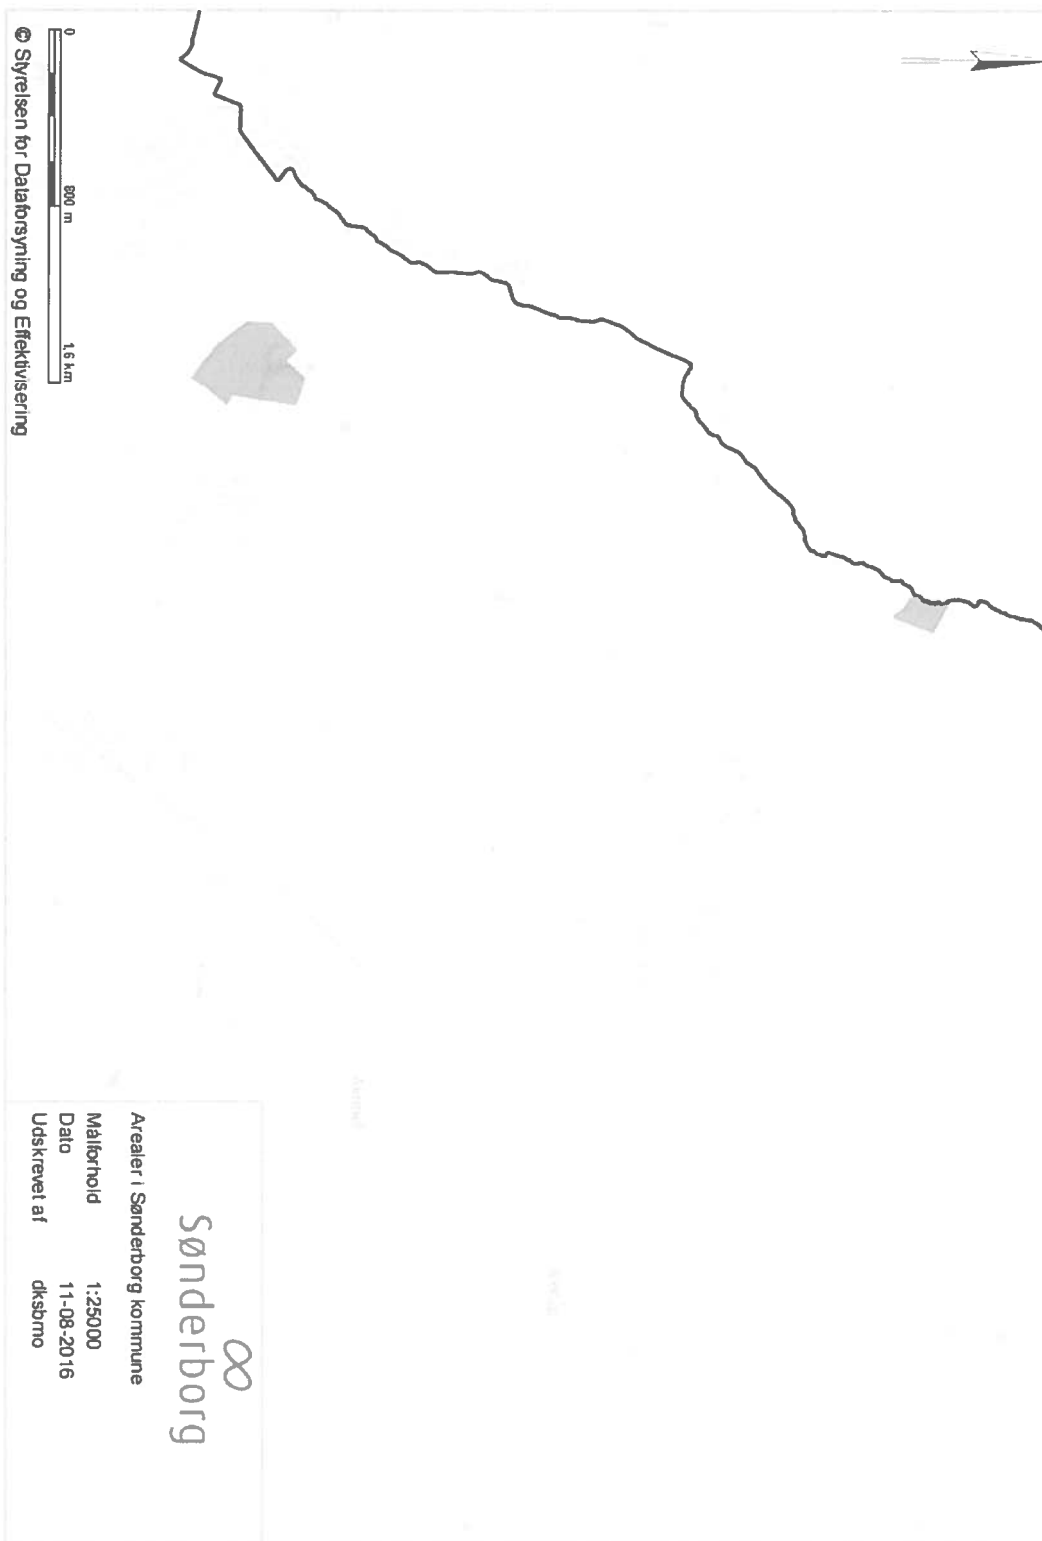 0 800 m 1,6 km
© Styrelsen for Dataforsyning og Effektivisering
Sønderborg
Arealer i Sønderborg kommune
Målforhold 1:25000
Dato 11-08-2016
Udskrevet af dksbmo